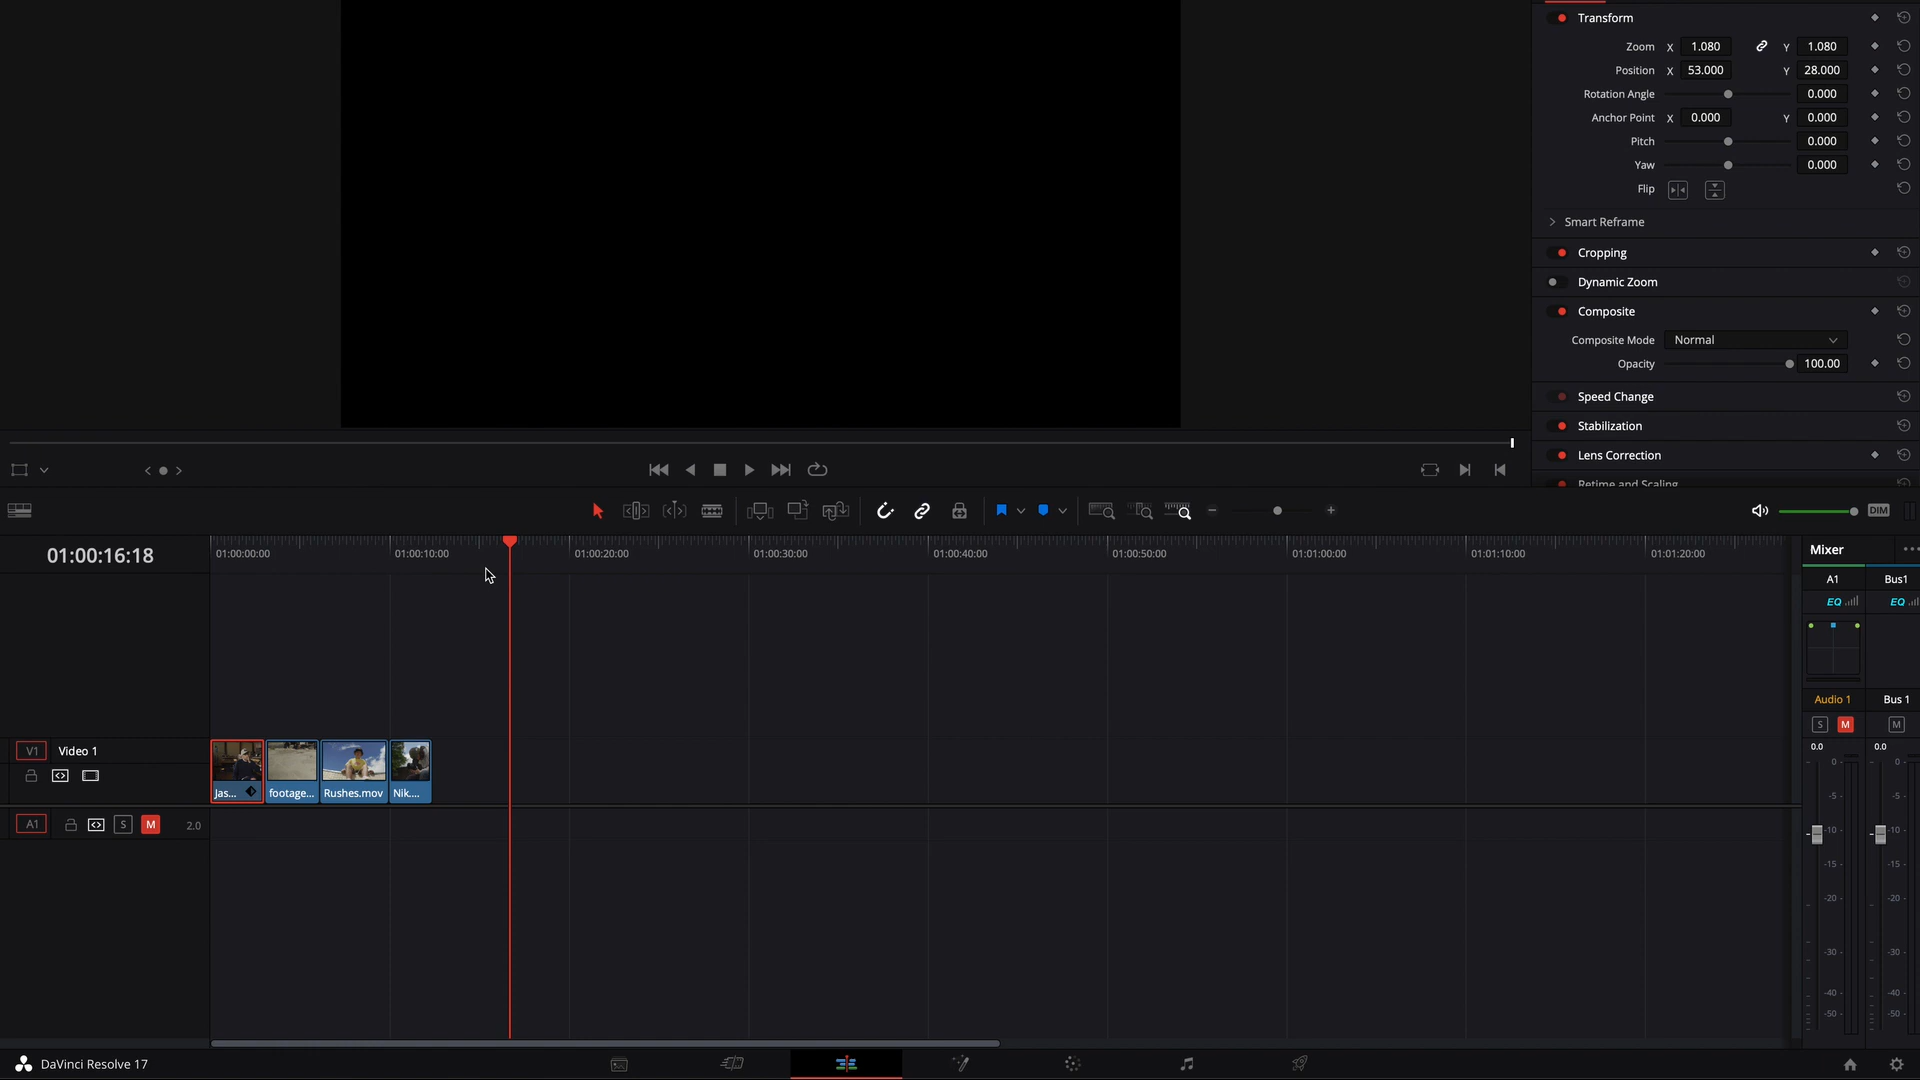 Transform
Zoom X 1.080 Y 1.080
Position X 53.000 Y 28.000
Rotation Angle 0.000
Anchor Point X 0.000 Y 0.000
Pitch 0.000
Yaw 0.000
Flip
Smart Reframe
Cropping
Dynamic Zoom
Composite
Composite Mode Normal
Opacity 100.00
Speed Change
Stabilization
Lens Correction
Retime and Scaling
DIM
01:00:16:18
01:00:00:00 01:00:10:00 01:00:20:00 01:00:30:00 01:00:40:00 01:00:50:00 01:01:00:00 01:01:10:00 01:01:20:00
Mixer
A1 Bus1
EQ EQ
Audio 1 Bus 1
S M M
0.0 0.0
0- 0-
-5- -5-
-10- -10-
-15- -15-
-20- -20-
-30- -30-
-40- -40-
-50- -50-
V1 Video 1
Jas... footage... Rushes.mov Nik....
A1 S M 2.0
DaVinci Resolve 17